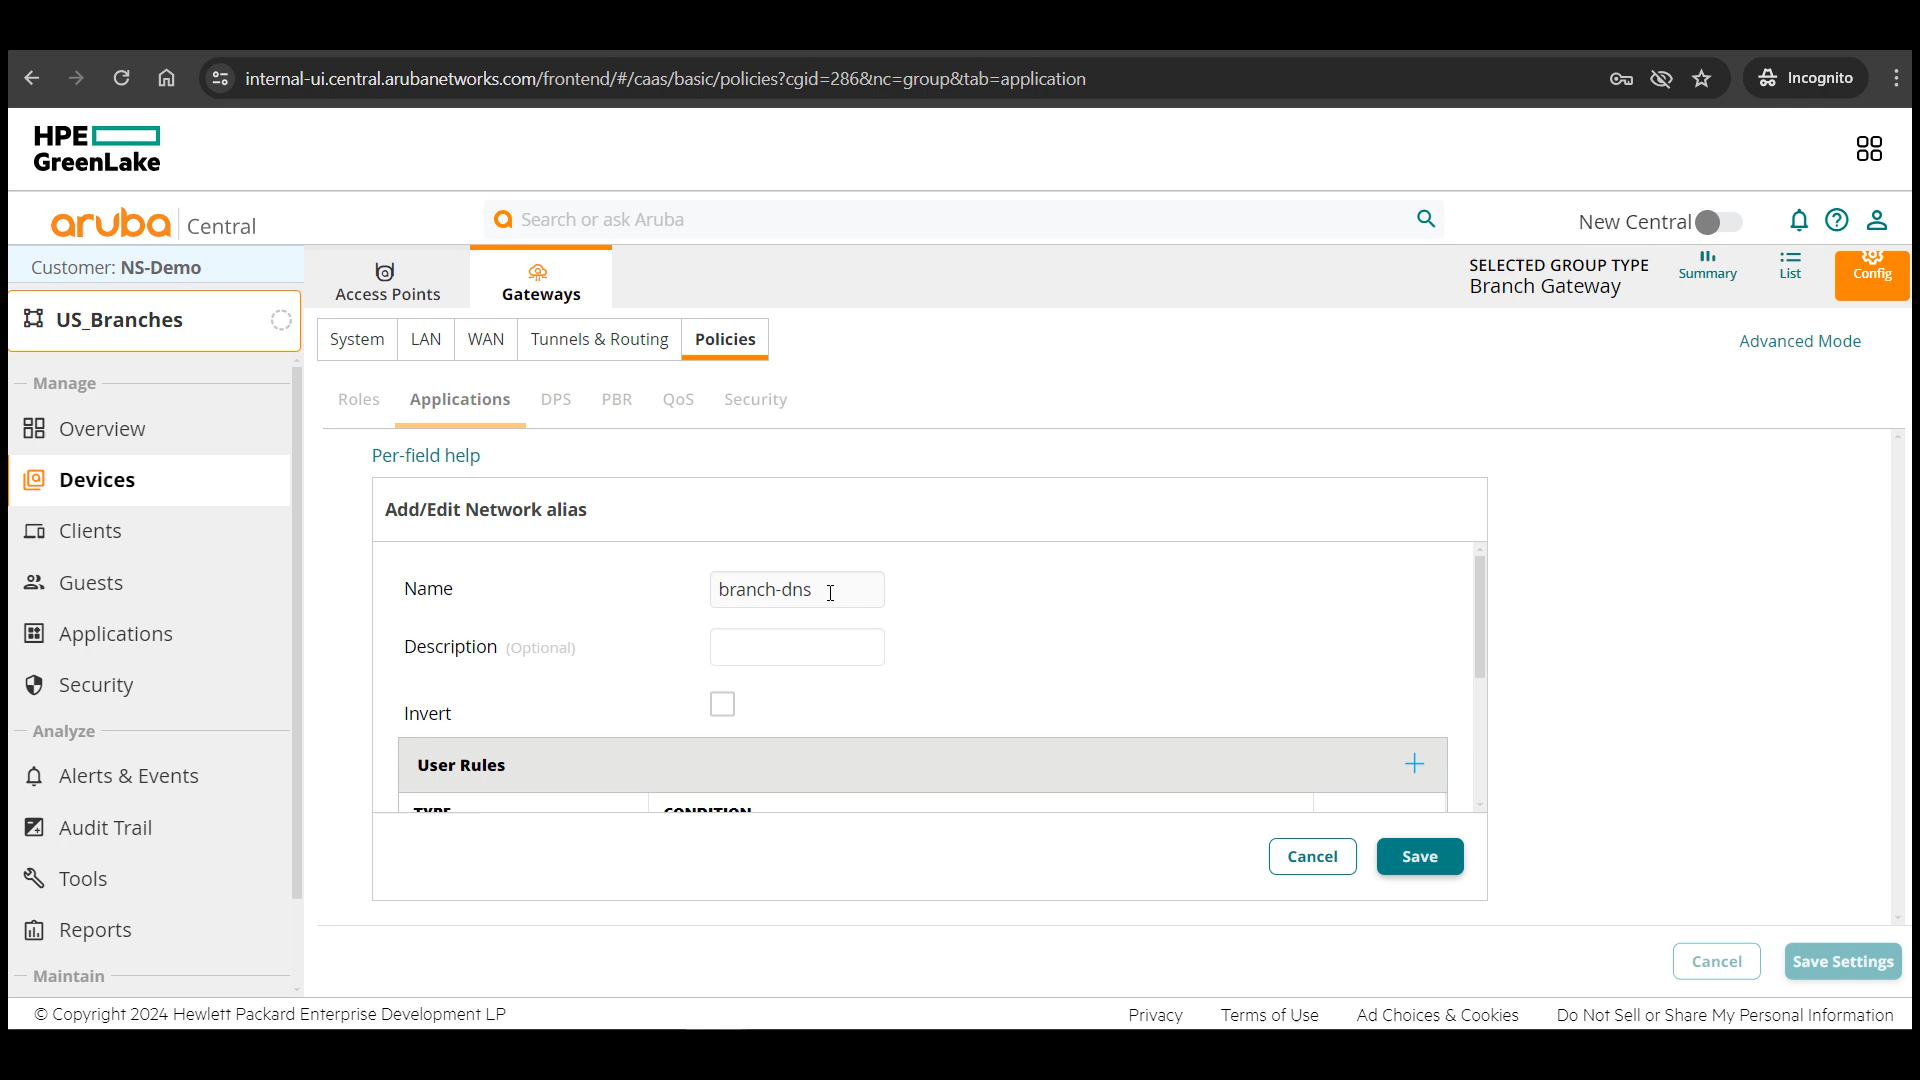 internal-ui.central.arubanetworks.com/frontend/#/caas/basic/policies?cgid=286&nc=group&tab=application
Incognito
HPE
GreenLake
aruba Central
Search or ask Aruba
New Central
Customer: NS-Demo
Access Points
Gateways
SELECTED GROUP TYPE
Branch Gateway
Summary
List
Config
US_Branches
System
LAN
WAN
Tunnels & Routing
Policies
Advanced Mode
Manage
Roles
Applications
DPS
PBR
QoS
Security
Overview
Devices
Clients
Guests
Applications
Security
Analyze
Alerts & Events
Audit Trail
Tools
Reports
Maintain
Per-field help
Add/Edit Network alias
Name
branch-dns
Description (Optional)
Invert
User Rules
TYPE
CONDITION
Cancel
Save
Cancel
Save Settings
© Copyright 2024 Hewlett Packard Enterprise Development LP
Privacy
Terms of Use
Ad Choices & Cookies
Do Not Sell or Share My Personal Information